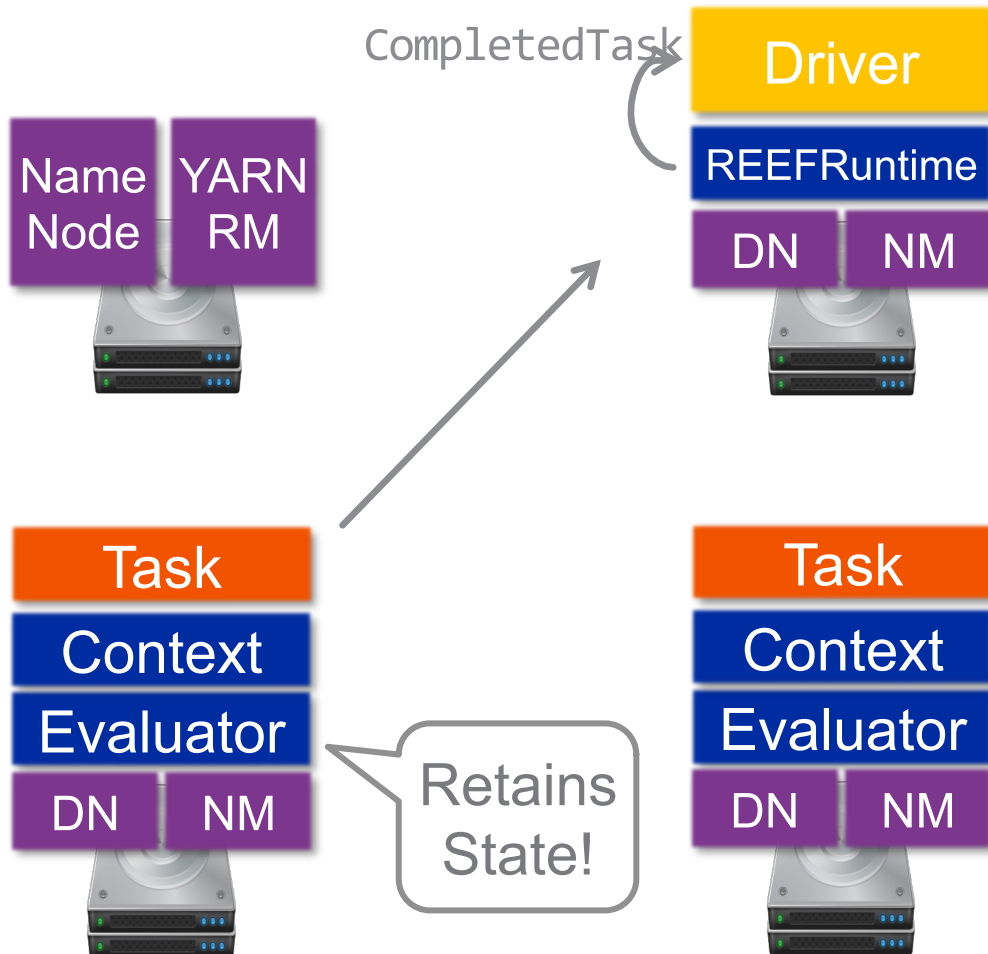 CompletedTask
Driver
Name
Node
YARN
RM
REEFRuntime
DN
NM
Task
Context
Evaluator
DN
NM
Retains
State!
Task
Context
Evaluator
DN
NM